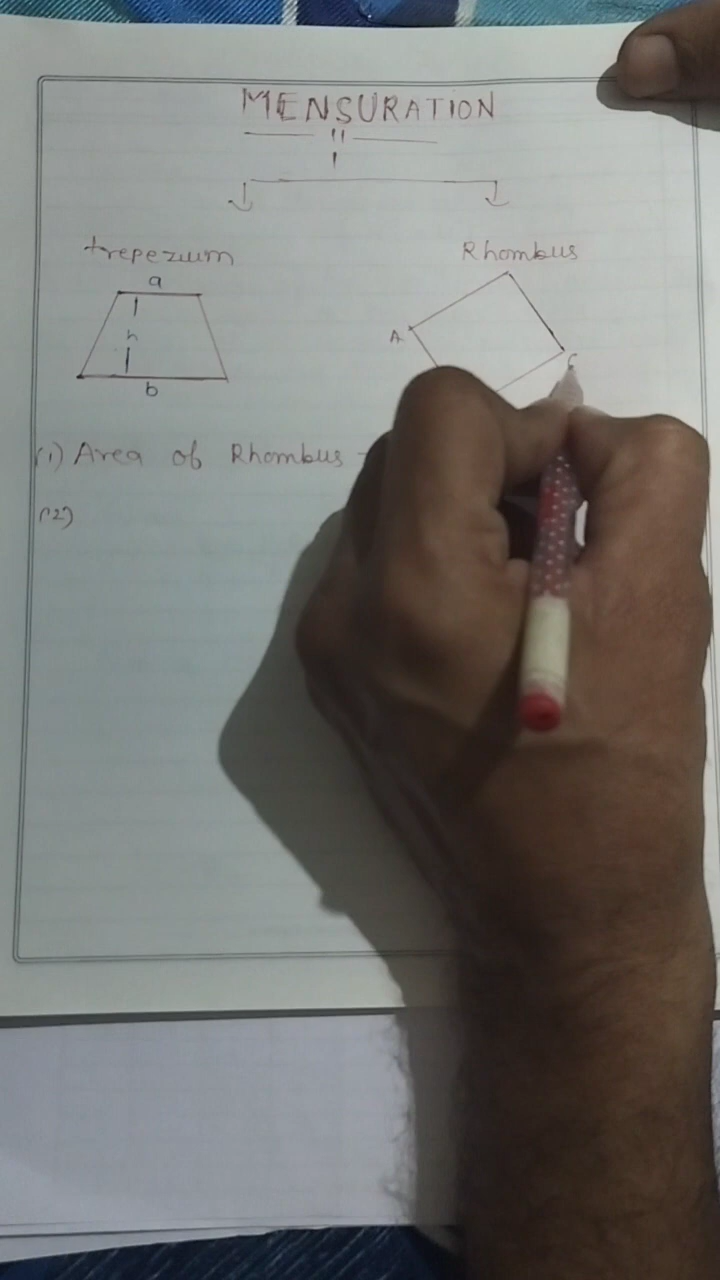 MENSURATION
trepezium
Rhombus
a
A
h
b
(1) Area of Rhombus
(2)